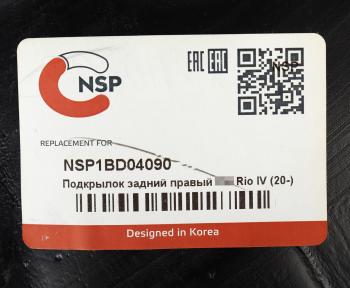 NSP
EAC EAC
NSP
REPLACEMENT FOR
NSP1BD04090
Подкрылок задний правый Rio IV (20-)
Designed in Korea